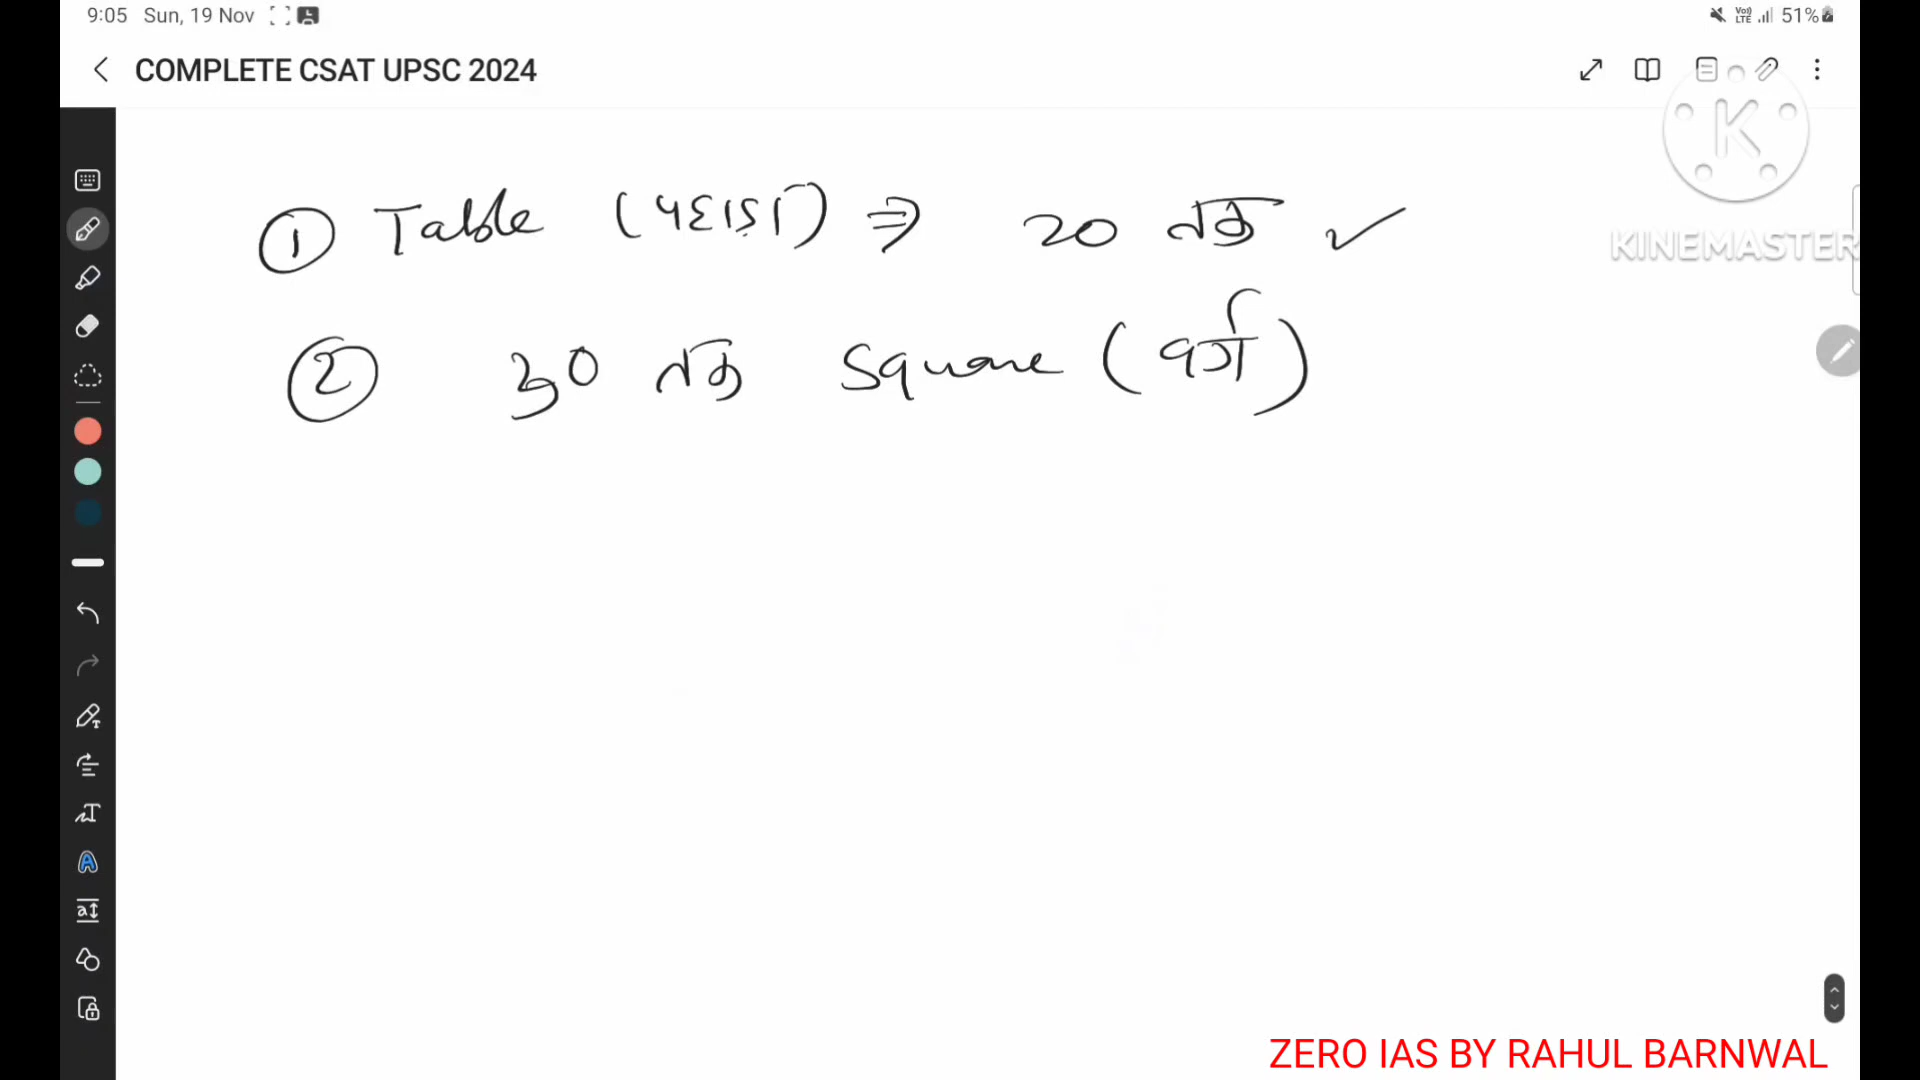 9:05 Sun, 19 Nov 51%
COMPLETE CSAT UPSC 2024
① Table (पहाड़ा) ⇒ 20 तक ✓
② 30 तक Square (वर्ग)
K
KINEMASTER
ZERO IAS BY RAHUL BARNWAL